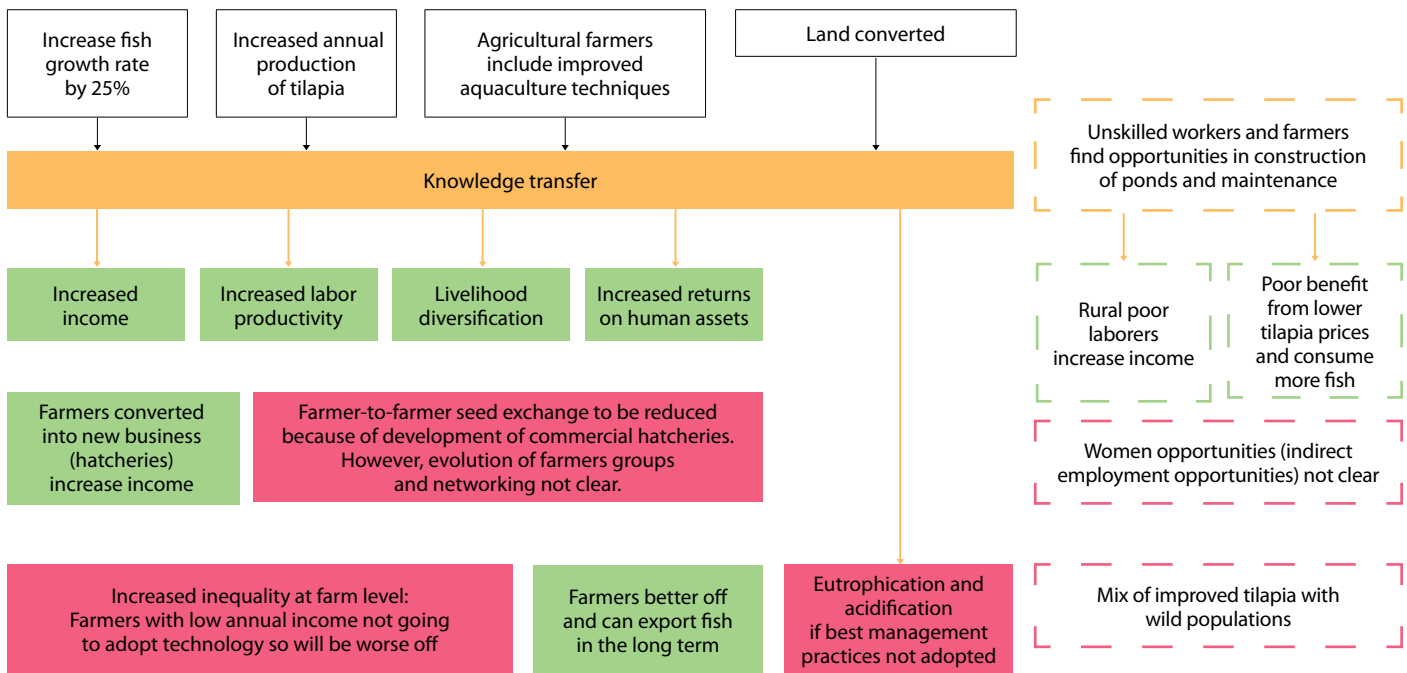 Increase fish
growth rate
by 25%
Increased annual
production
of tilapia
Agricultural farmers
include improved
aquaculture techniques
Land converted
Unskilled workers and farmers
find opportunities in construction
of ponds and maintenance
Knowledge transfer
Increased
income
Increased labor
productivity
Livelihood
diversification
Increased returns
on human assets
Rural poor
laborers
increase income
Poor benefit
from lower
tilapia prices
and consume
more fish
Farmers converted
into new business
(hatcheries)
increase income
Farmer-to-farmer seed exchange to be reduced
because of development of commercial hatcheries.
However, evolution of farmers groups
and networking not clear.
Women opportunities (indirect
employment opportunities) not clear
Increased inequality at farm level:
Farmers with low annual income not going
to adopt technology so will be worse off
Farmers better off
and can export fish
in the long term
Eutrophication and
acidification
if best management
practices not adopted
Mix of improved tilapia with
wild populations